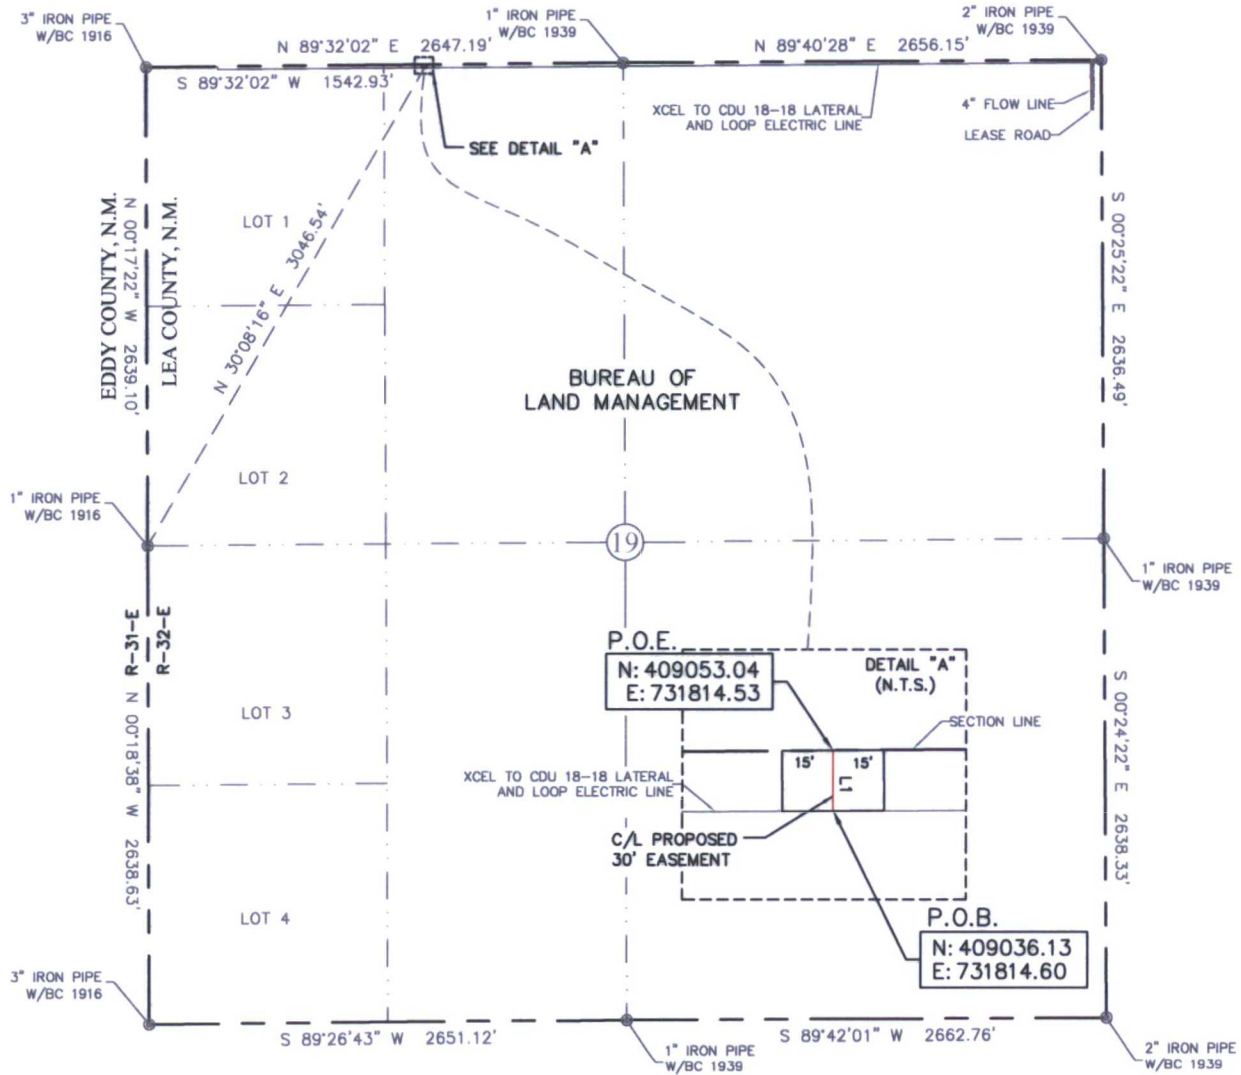 3" IRON PIPE
W/BC 1916
1" IRON PIPE
W/BC 1939
2" IRON PIPE
W/BC 1939
N 89°32'02" E 2647.19'
N 89°40'28" E 2656.15'
S 89°32'02" W 1542.93'
XCEL TO CDU 18-18 LATERAL
AND LOOP ELECTRIC LINE
4" FLOW LINE
LEASE ROAD
SEE DETAIL "A"
EDDY COUNTY, N.M.
N 00°17'22" W 2639.10'
LEA COUNTY, N.M.
LOT 1
N 30°08'16" E 3046.54'
S 00°25'22" E 2636.49'
BUREAU OF
LAND MANAGEMENT
LOT 2
1" IRON PIPE
W/BC 1916
19
1" IRON PIPE
W/BC 1939
R-31-E
R-32-E
N 00°18'38" W 2638.63'
P.O.E.
N: 409053.04
E: 731814.53
DETAIL "A"
(N.T.S.)
S 00°24'22" E 2638.33'
LOT 3
SECTION LINE
15'
15'
L1
XCEL TO CDU 18-18 LATERAL
AND LOOP ELECTRIC LINE
C/L PROPOSED
30' EASEMENT
LOT 4
P.O.B.
N: 409036.13
E: 731814.60
3" IRON PIPE
W/BC 1916
S 89°26'43" W 2651.12'
S 89°42'01" W 2662.76'
1" IRON PIPE
W/BC 1939
2" IRON PIPE
W/BC 1939